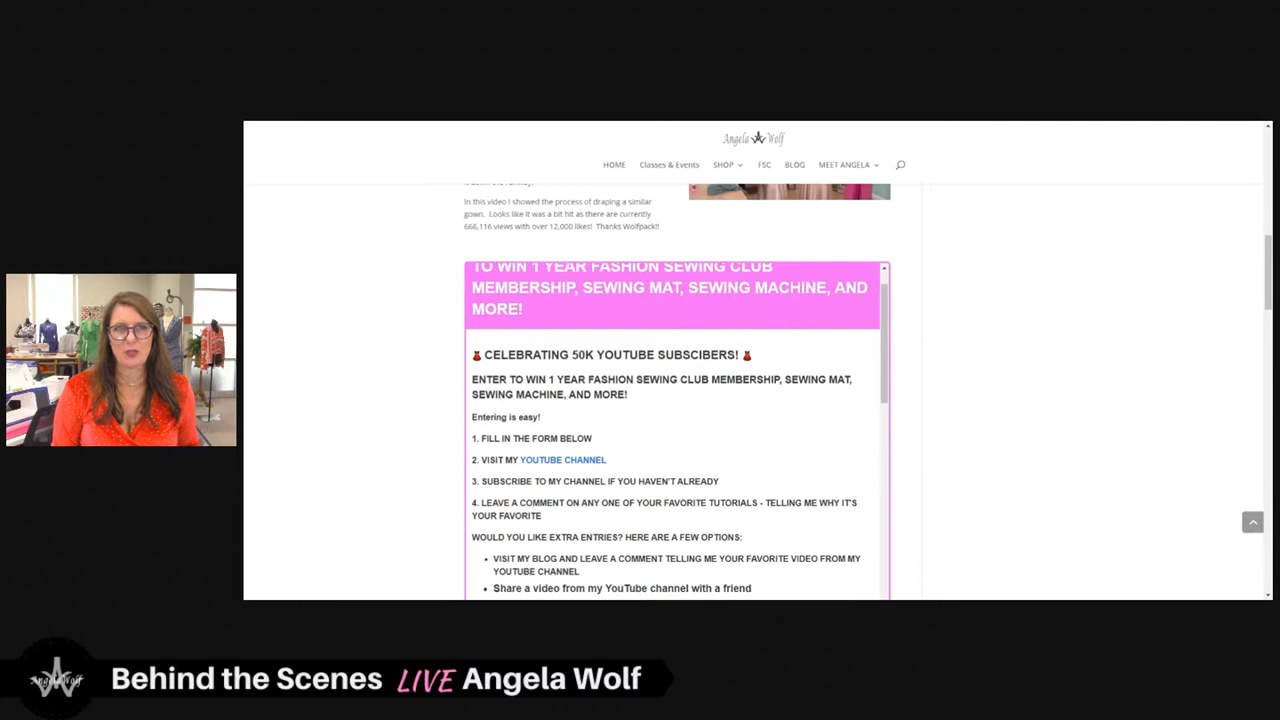 Angela Wolf
HOME Classes & Events SHOP FSC BLOG MEET ANGELA
In this video I showed the process of draping a similar
gown. Looks like it was a bit hit as there are currently
666,116 views with over 12,000 likes! Thanks Wolfpack!!
TO WIN 1 YEAR FASHION SEWING CLUB
MEMBERSHIP, SEWING MAT, SEWING MACHINE, AND
MORE!
CELEBRATING 50K YOUTUBE SUBSCIBERS!
ENTER TO WIN 1 YEAR FASHION SEWING CLUB MEMBERSHIP, SEWING MAT,
SEWING MACHINE, AND MORE!
Entering is easy!
1. FILL IN THE FORM BELOW
2. VISIT MY YOUTUBE CHANNEL
3. SUBSCRIBE TO MY CHANNEL IF YOU HAVEN'T ALREADY
4. LEAVE A COMMENT ON ANY ONE OF YOUR FAVORITE TUTORIALS - TELLING ME WHY IT'S
YOUR FAVORITE
WOULD YOU LIKE EXTRA ENTRIES? HERE ARE A FEW OPTIONS:
• VISIT MY BLOG AND LEAVE A COMMENT TELLING ME YOUR FAVORITE VIDEO FROM MY
YOUTUBE CHANNEL
• Share a video from my YouTube channel with a friend
Angela Wolf
Behind the Scenes LIVE Angela Wolf